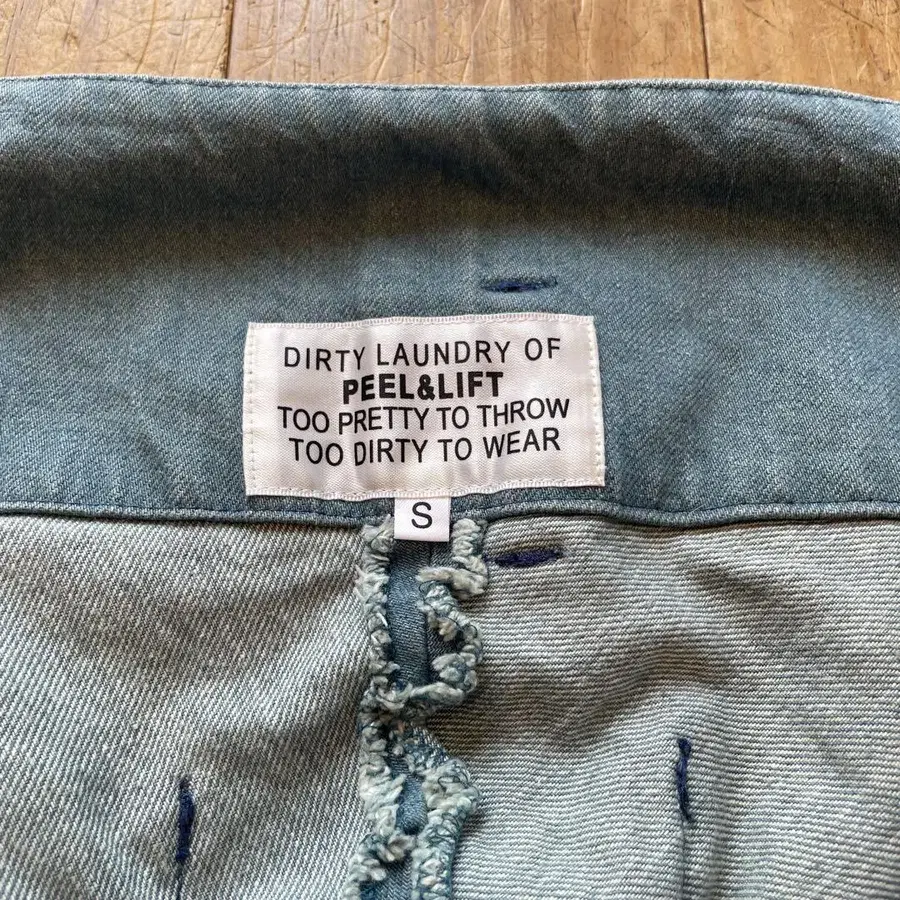 DIRTY LAUNDRY OF
PEEL&LIFT
TOO PRETTY TO THROW
TOO DIRTY TO WEAR
S